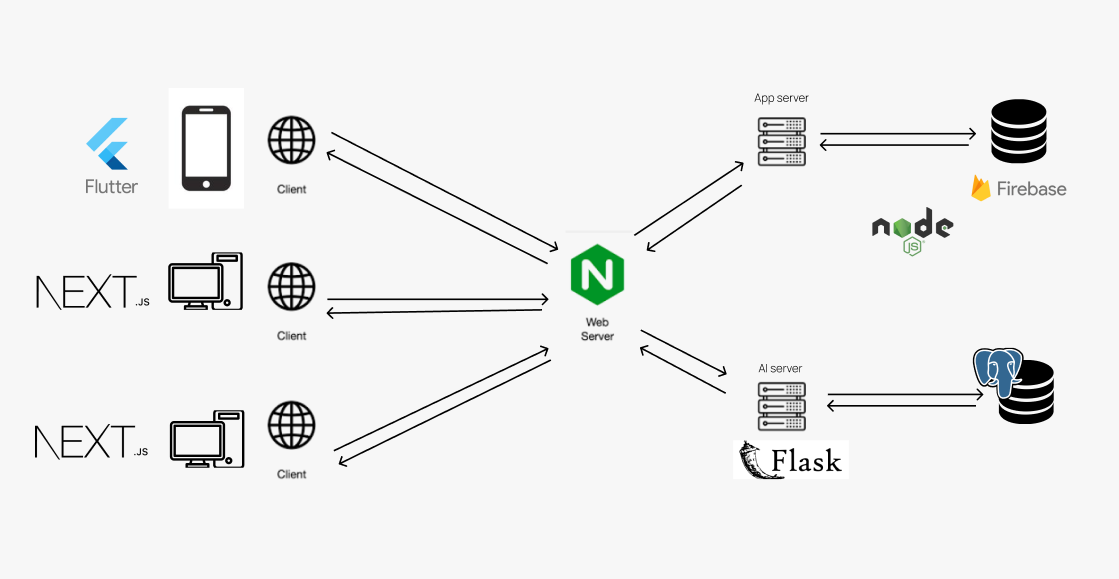 Flutter
Client
NEXT.JS
Client
NEXT.JS
Client
N
Web
Server
App server
Firebase
node
JS
AI server
Flask